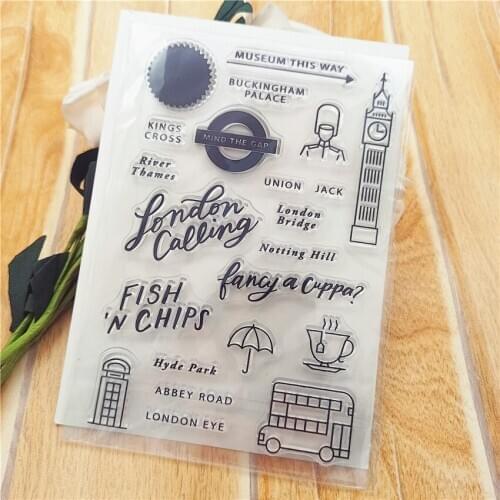 MUSEUM THIS WAY
BUCKINGHAM
PALACE
KINGS
CROSS
MIND THE GAP
River
Thames
UNION JACK
London
Calling
London
Bridge
Notting Hill
fancy a cuppa?
FISH
'N CHIPS
Hyde Park
ABBEY ROAD
LONDON EYE